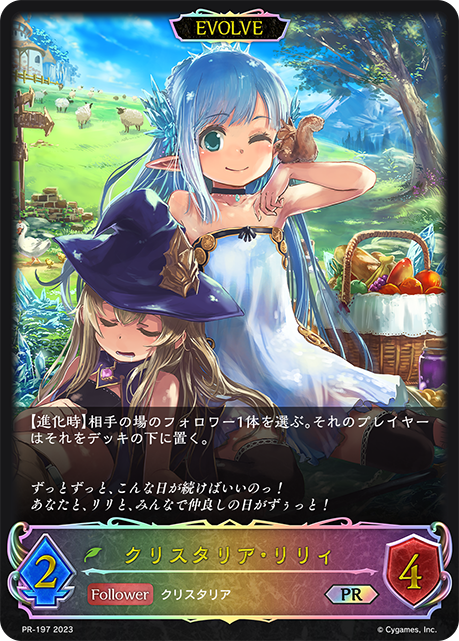 EVOLVE
【進化時】相手の場のフォロワー1体を選ぶ。それのプレイヤー
はそれをデッキの下に置く。
ずっとずっと、こんな日が続けばいいのっ！
あなたと、リリと、みんなで仲良しの日がずぅっと！
クリスタリア・リリィ
2
Follower クリスタリア
PR
4
PR-197 2023
© Cygames, Inc.